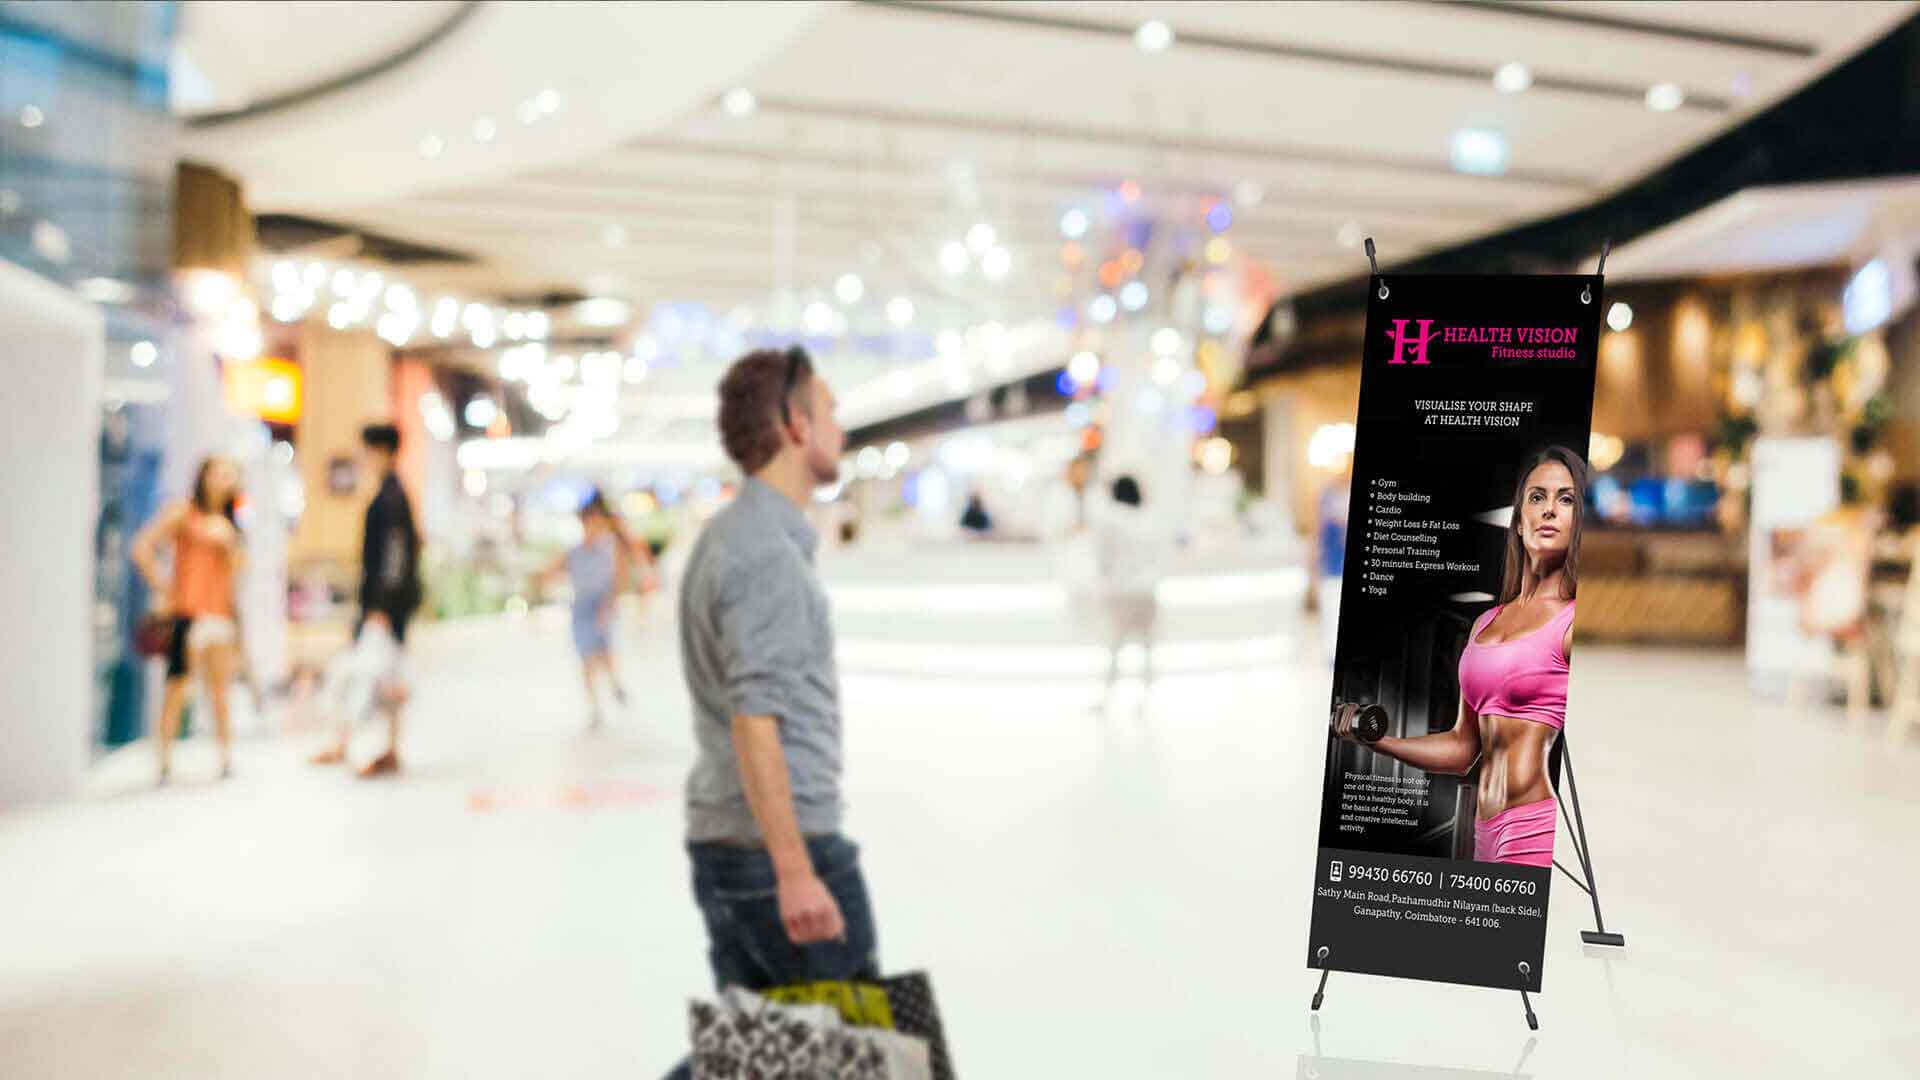 H HEALTH VISION
Fitness studio
VISUALISE YOUR SHAPE
AT HEALTH VISION
Gym
Body building
Cardio
Weight Loss & Fat Loss
Diet Counselling
Personal Training
30 minutes Express Workout
Dance
Yoga
Physical fitness is not only
one of the most important
keys to a healthy body, it is
the basis of dynamic
and creative intellectual
activity.
99430 66760 | 75400 66760
Sathy Main Road,Pazhamudhir Nilayam (back Side),
Ganapathy, Coimbatore - 641 006.